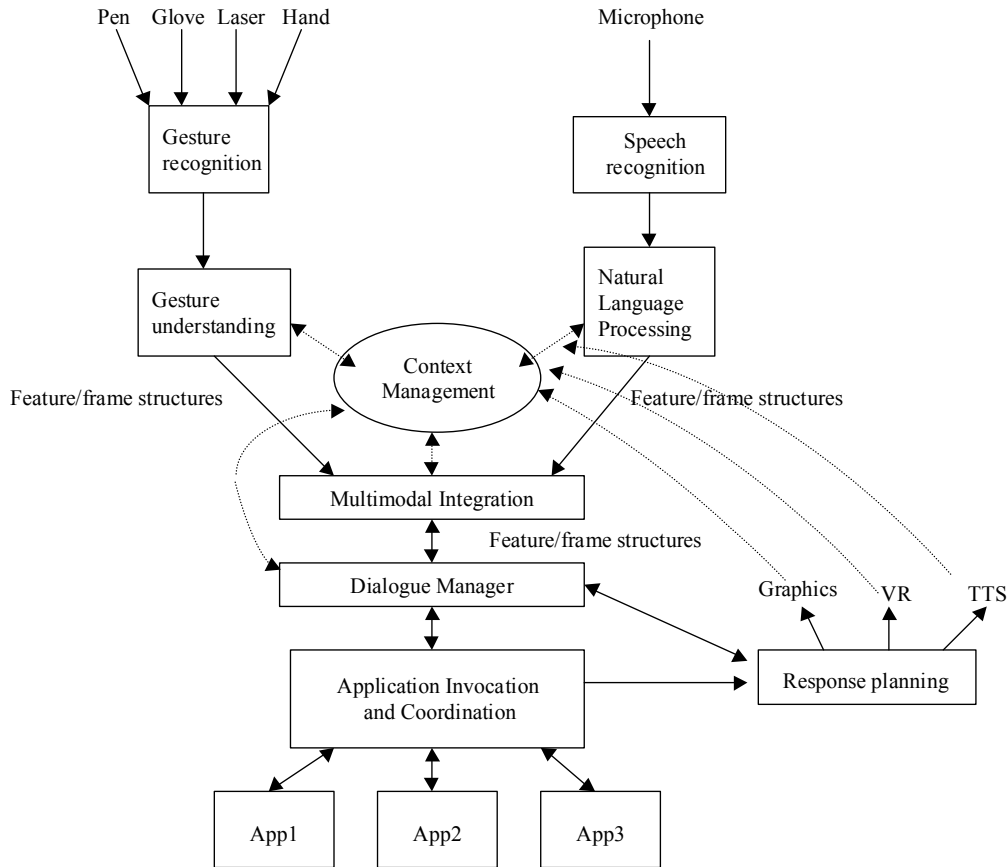 Pen Glove Laser Hand
Microphone
Gesture
recognition
Speech
recognition
Gesture
understanding
Natural
Language
Processing
Context
Management
Feature/frame structures
Feature/frame structures
Multimodal Integration
Feature/frame structures
Dialogue Manager
Graphics VR TTS
Application Invocation
and Coordination
Response planning
App1 App2 App3